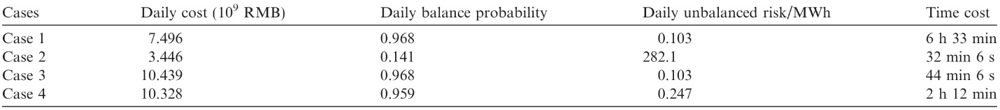 Cases Daily cost (10⁹ RMB) Daily balance probability Daily unbalanced risk/MWh Time cost
Case 1 7.496 0.968 0.103 6 h 33 min
Case 2 3.446 0.141 282.1 32 min 6 s
Case 3 10.439 0.968 0.103 44 min 6 s
Case 4 10.328 0.959 0.247 2 h 12 min